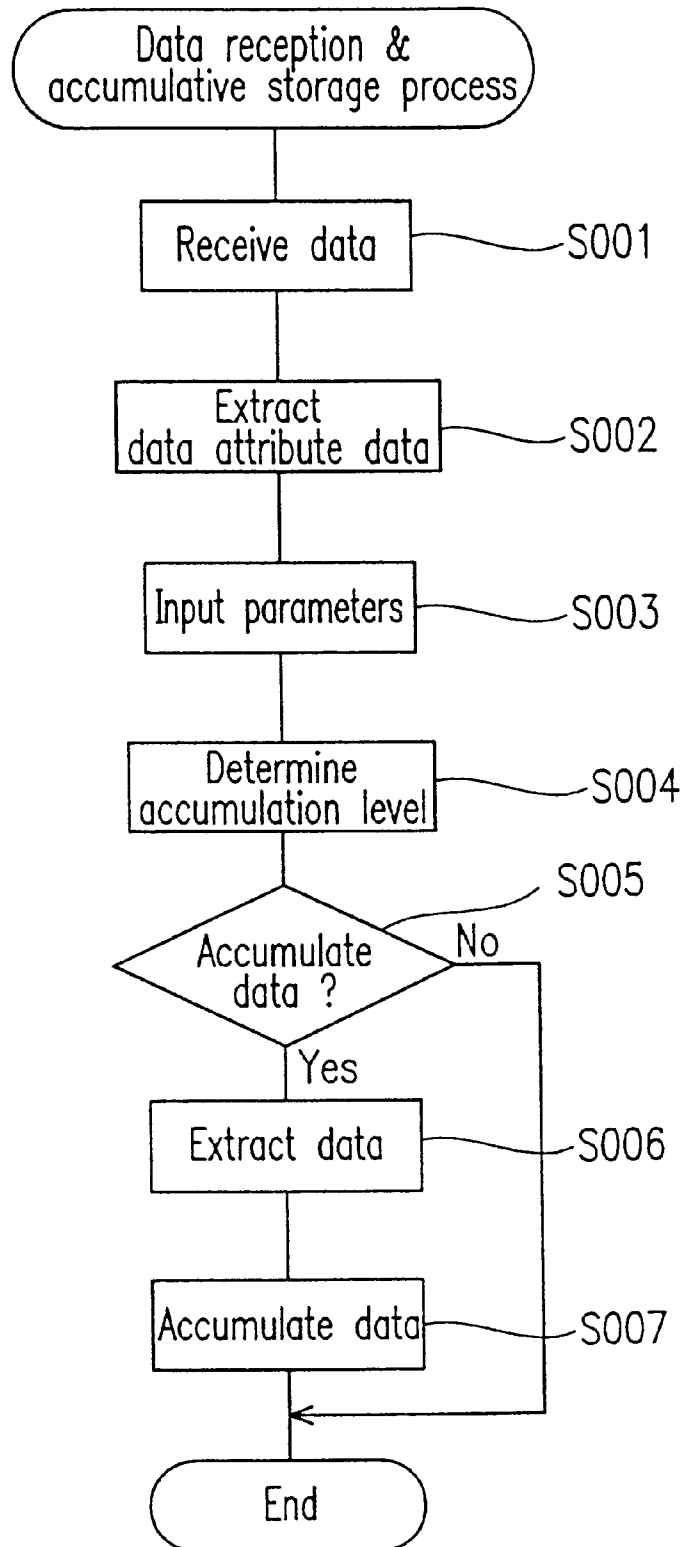 Data reception &
accumulative storage process
Receive data
S001
Extract
data attribute data
S002
Input parameters
S003
Determine
accumulation level
S004
S005
Accumulate
data ?
No
Yes
Extract data
S006
Accumulate data
S007
End